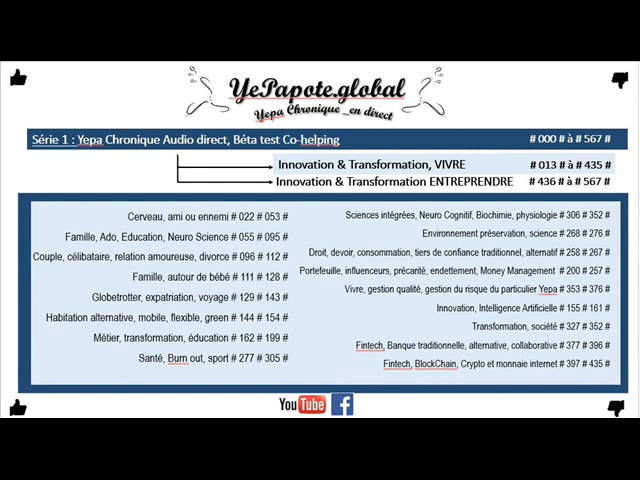 YePapote.global
Yepa Chronique _en direct
Série 1 : Yepa Chronique Audio direct, Béta test Co-helping # 000 # à # 567 #
Innovation & Transformation, VIVRE # 013 # à # 435 #
Innovation & Transformation ENTREPRENDRE # 436 # à # 567 #
Cerveau, ami ou ennemi # 022 # 053 #
Famille, Ado, Education, Neuro Science # 055 # 095 #
Couple, célibataire, relation amoureuse, divorce # 096 # 112 #
Famille, autour de bébé # 111 # 128 #
Globetrotter, expatriation, voyage # 129 # 143 #
Habitation alternative, mobile, flexible, green # 144 # 154 #
Métier, transformation, éducation # 162 # 199 #
Santé, Burn out, sport # 277 # 305 #
Sciences intégrées, Neuro Cognitif, Biochimie, physiologie # 306 # 352 #
Environnement préservation, science # 268 # 276 #
Droit, devoir, consommation, tiers de confiance traditionnel, alternatif # 258 # 267 #
Portefeuille, influenceurs, précarité, endettement, Money Management # 200 # 257 #
Vivre, gestion qualité, gestion du risque du particulier Yepa # 353 # 376 #
Innovation, Intelligence Artificielle # 155 # 161 #
Transformation, société # 327 # 352 #
Fintech, Banque traditionnelle, alternative, collaborative # 377 # 396 #
Fintech, BlockChain, Crypto et monnaie internet # 397 # 435 #
YouTube f